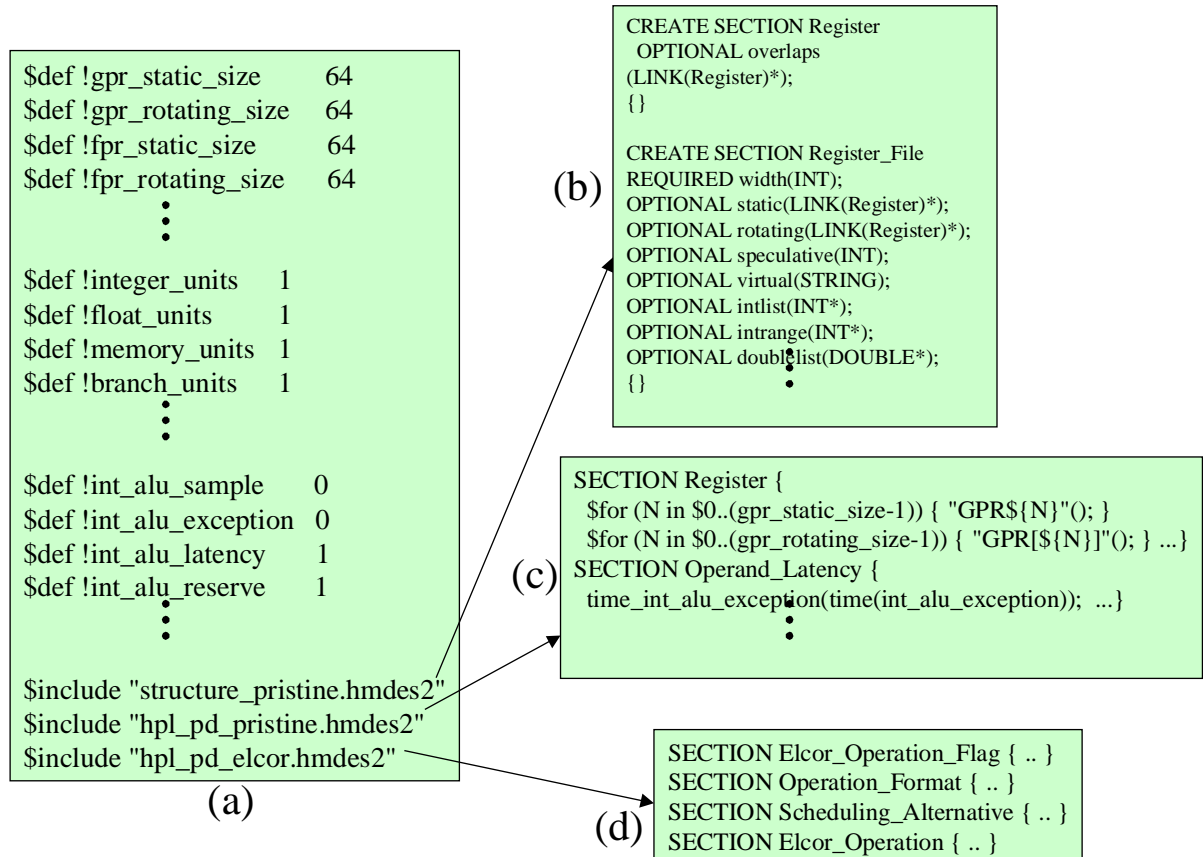 $def !gpr_static_size 64
$def !gpr_rotating_size 64
$def !fpr_static_size 64
$def !fpr_rotating_size 64
$def !integer_units 1
$def !float_units 1
$def !memory_units 1
$def !branch_units 1
$def !int_alu_sample 0
$def !int_alu_exception 0
$def !int_alu_latency 1
$def !int_alu_reserve 1
$include "structure_pristine.hmdes2"
$include "hpl_pd_pristine.hmdes2"
$include "hpl_pd_elcor.hmdes2"
(a)
CREATE SECTION Register
OPTIONAL overlaps
(LINK(Register)*);
{}
CREATE SECTION Register_File
REQUIRED width(INT);
OPTIONAL static(LINK(Register)*);
OPTIONAL rotating(LINK(Register)*);
OPTIONAL speculative(INT);
OPTIONAL virtual(STRING);
OPTIONAL intlist(INT*);
OPTIONAL intrange(INT*);
OPTIONAL doublelist(DOUBLE*);
{}
(b)
SECTION Register {
$for (N in $0..(gpr_static_size-1)) { "GPR${N}"(); }
$for (N in $0..(gpr_rotating_size-1)) { "GPR[${N}]"(); } ...}
SECTION Operand_Latency {
time_int_alu_exception(time(int_alu_exception)); ...}
(c)
SECTION Elcor_Operation_Flag { .. }
SECTION Operation_Format { .. }
SECTION Scheduling_Alternative { .. }
SECTION Elcor_Operation { .. }
(d)